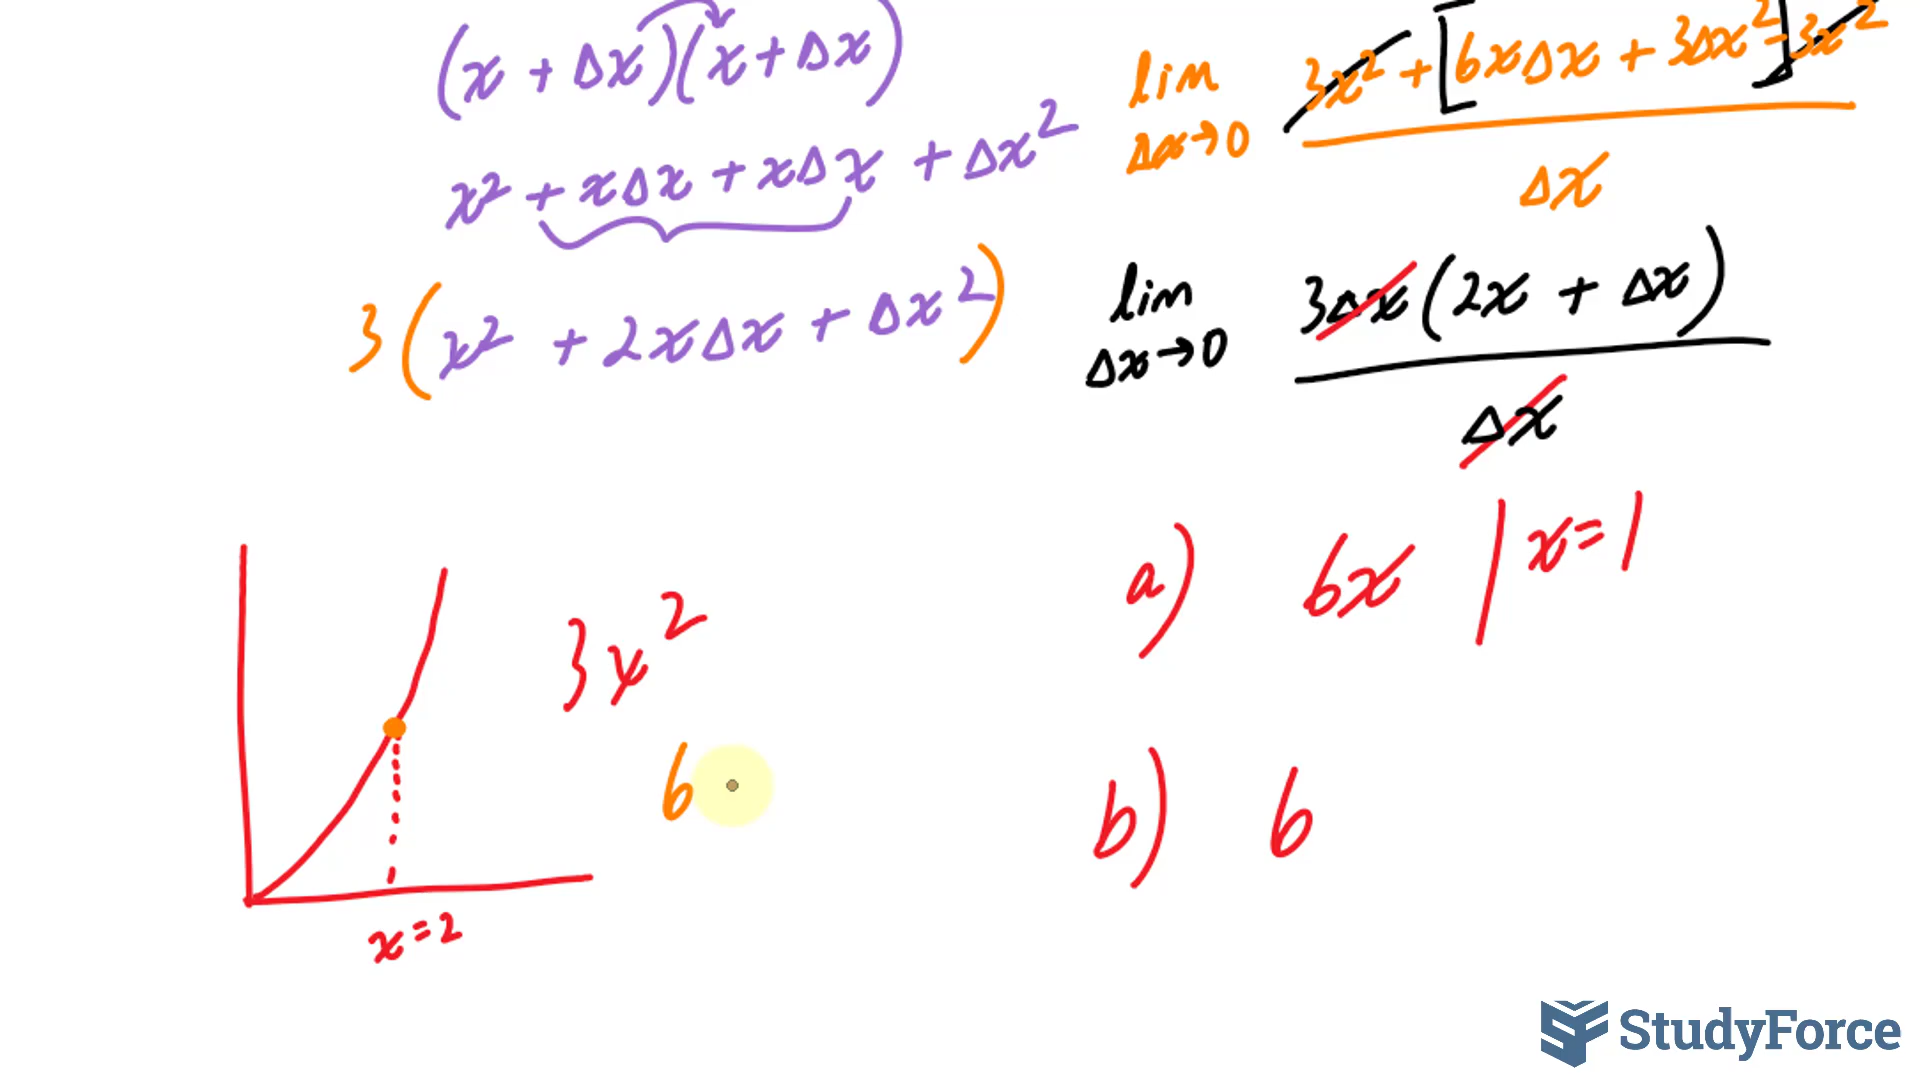 (x + Δx)(x + Δx)
x² + xΔx + xΔx + Δx²
3(x² + 2xΔx + Δx²)
lim Δx→0 3x² + [6xΔx + 3Δx²] - 3x² / Δx
lim Δx→0 3Δx(2x + Δx) / Δx
a) 6x | x=1
b) 6
3x²
6
x=2
StudyForce